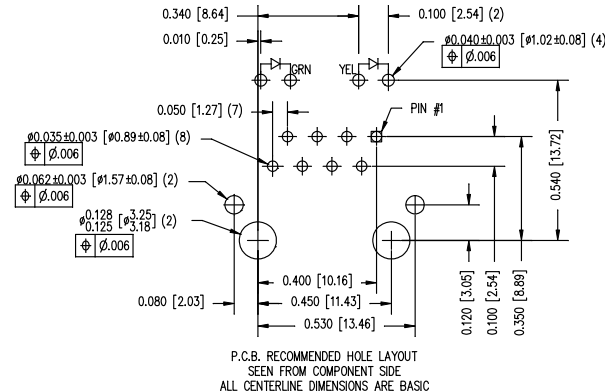 0.340 [8.64]
0.100 [2.54] (2)
0.010 [0.25]
ø0.040±0.003 [ø1.02±0.08] (4)
⌖ Ø.006
GRN
YEL
0.050 [1.27] (7)
PIN #1
ø0.035±0.003 [ø0.89±0.08] (8)
⌖ Ø.006
ø0.062±0.003 [ø1.57±0.08] (2)
⌖ Ø.006
ø0.128 [ø3.25] (2)
0.125 3.18
⌖ Ø.006
0.540 [13.72]
0.350 [8.89]
0.100 [2.54]
0.120 [3.05]
0.400 [10.16]
0.080 [2.03]
0.450 [11.43]
0.530 [13.46]
P.C.B. RECOMMENDED HOLE LAYOUT
SEEN FROM COMPONENT SIDE
ALL CENTERLINE DIMENSIONS ARE BASIC